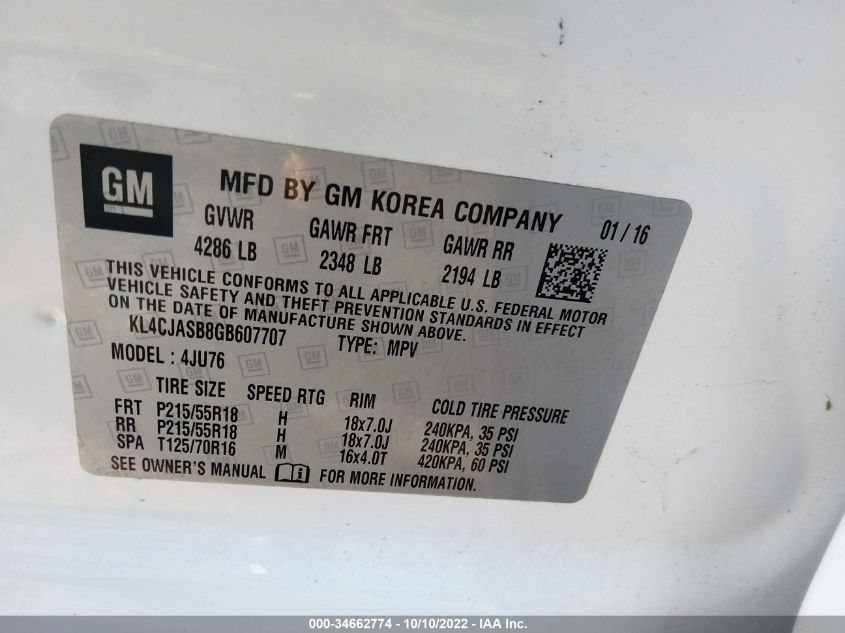 GM MFD BY GM KOREA COMPANY 01 / 16
GVWR GAWR FRT GAWR RR
4286 LB 2348 LB 2194 LB
THIS VEHICLE CONFORMS TO ALL APPLICABLE U.S. FEDERAL MOTOR
VEHICLE SAFETY AND THEFT PREVENTION STANDARDS IN EFFECT
ON THE DATE OF MANUFACTURE SHOWN ABOVE.
KL4CJASB8GB607707 TYPE: MPV
MODEL : 4JU76
TIRE SIZE SPEED RTG RIM COLD TIRE PRESSURE
FRT P215/55R18 H 18x7.0J 240KPA, 35 PSI
RR P215/55R18 H 18x7.0J 240KPA, 35 PSI
SPA T125/70R16 M 16x4.0T 420KPA, 60 PSI
SEE OWNER'S MANUAL i FOR MORE INFORMATION.
000-34662774 - 10/10/2022 - IAA Inc.